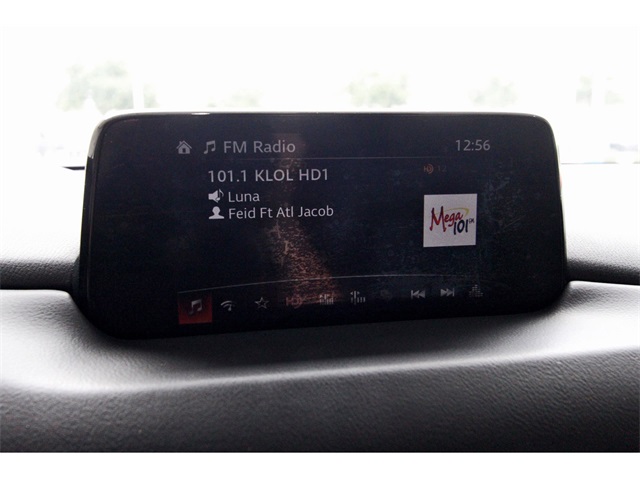 FM Radio 12:56
101.1 KLOL HD1
Luna
Feid Ft Atl Jacob
Mega
101